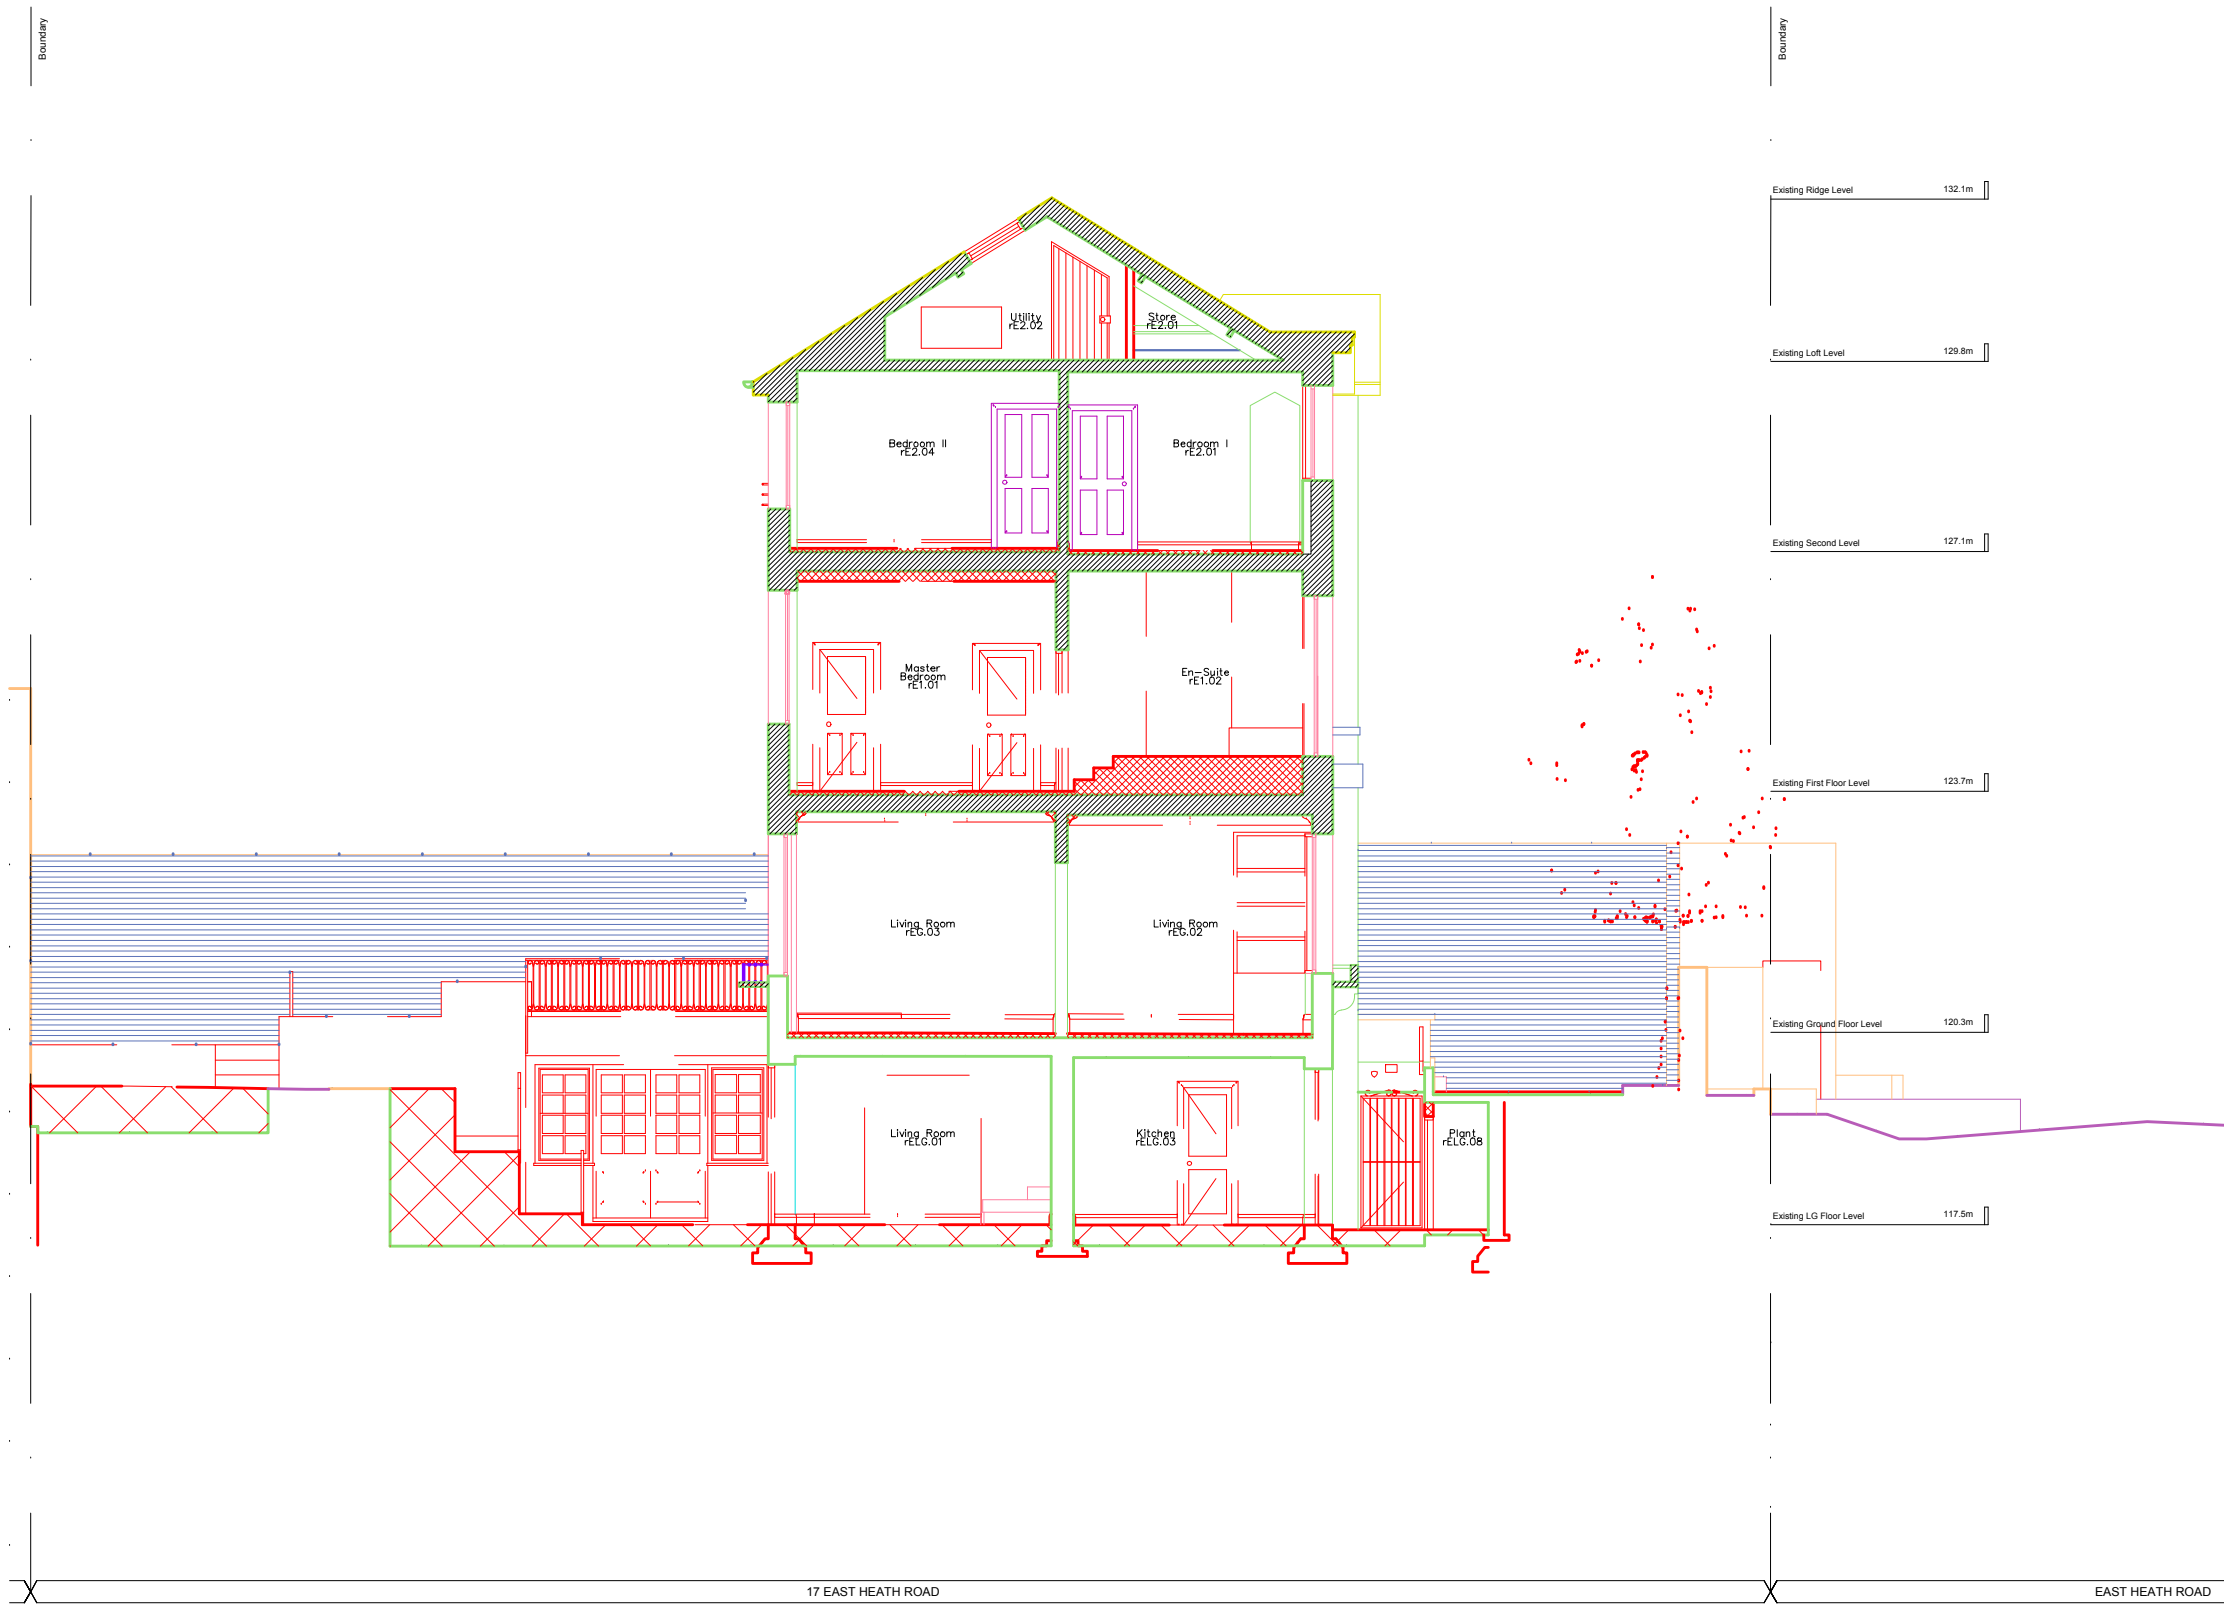 Boundary
Boundary
Existing Ridge Level 132.1m
Utility
rE2.02
Store
rE2.01
Existing Loft Level 129.8m
Bedroom II
rE2.04
Bedroom I
rE2.01
Existing Second Level 127.1m
Master
Bedroom
rE1.01
En-Suite
rE1.02
Existing First Floor Level 123.7m
Living Room
rEG.03
Living Room
rEG.02
Existing Ground Floor Level 120.3m
Living Room
rELG.01
Kitchen
rELG.03
Plant
rELG.08
Existing LG Floor Level 117.5m
17 EAST HEATH ROAD
EAST HEATH ROAD